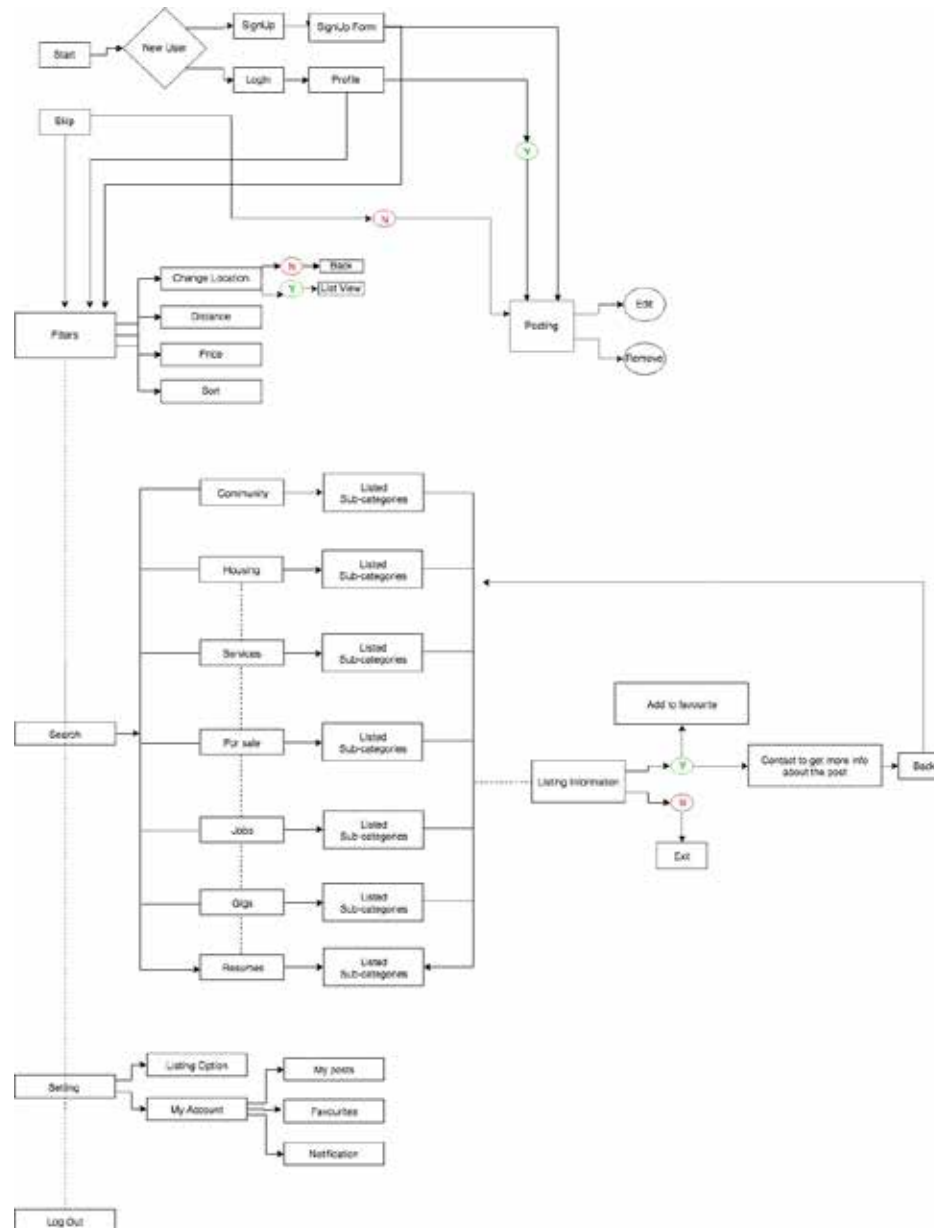 SignUp
SignUp Form
Start
New User
Login
Profile
Skip
Y
N
Change Location
N
Back
Y
List View
Filters
Distance
Price
Sort
Posting
Edit
Remove
Community
Listed
Sub-categories
Housing
Listed
Sub-categories
Services
Listed
Sub-categories
Search
For sale
Listed
Sub-categories
Jobs
Listed
Sub-categories
Gigs
Listed
Sub-categories
Resumes
Listed
Sub-categories
Add to favourite
Listing Information
Y
Contact to get more info
about the post
Back
N
Exit
Setting
Listing Option
My Account
My posts
Favourites
Notification
Log Out